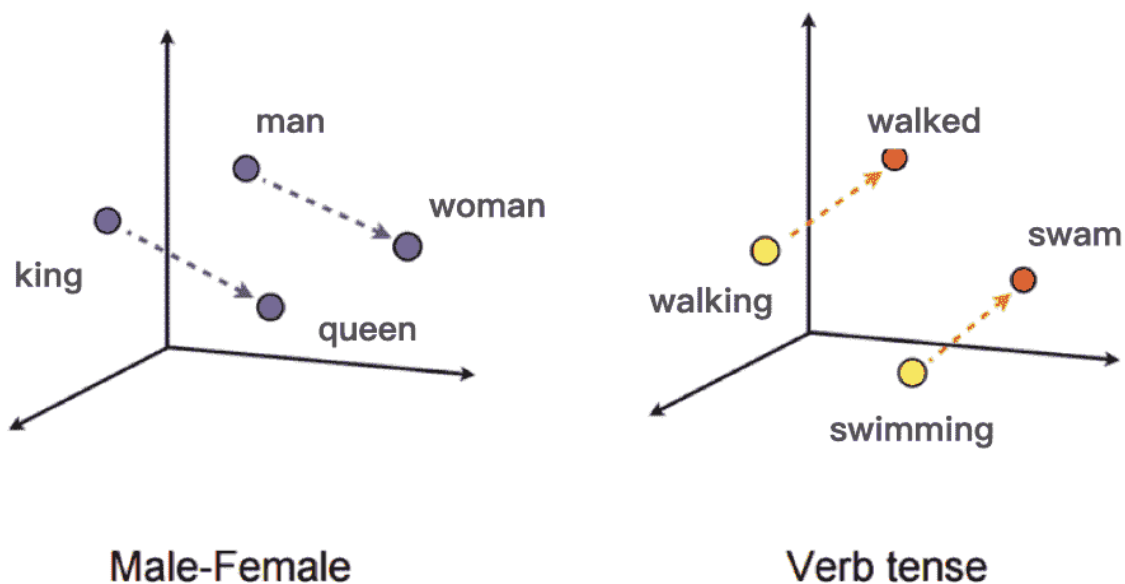 man
woman
king
queen
Male-Female
walked
swam
walking
swimming
Verb tense